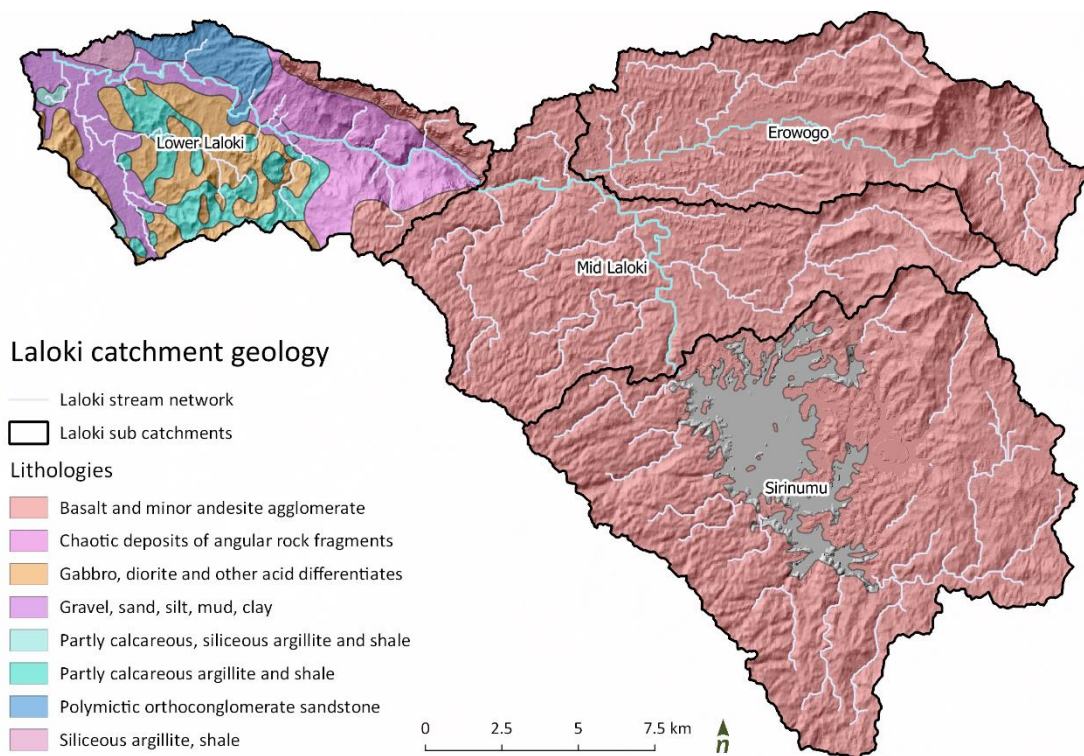 Erowogo
Lower Laloki
Mid Laloki
Sirinumu
Laloki catchment geology
Laloki stream network
Laloki sub catchments
Lithologies
Basalt and minor andesite agglomerate
Chaotic deposits of angular rock fragments
Gabbro, diorite and other acid differentiates
Gravel, sand, silt, mud, clay
Partly calcareous, siliceous argillite and shale
Partly calcareous argillite and shale
Polymictic orthoconglomerate sandstone
Siliceous argillite, shale
0 2.5 5 7.5 km
n